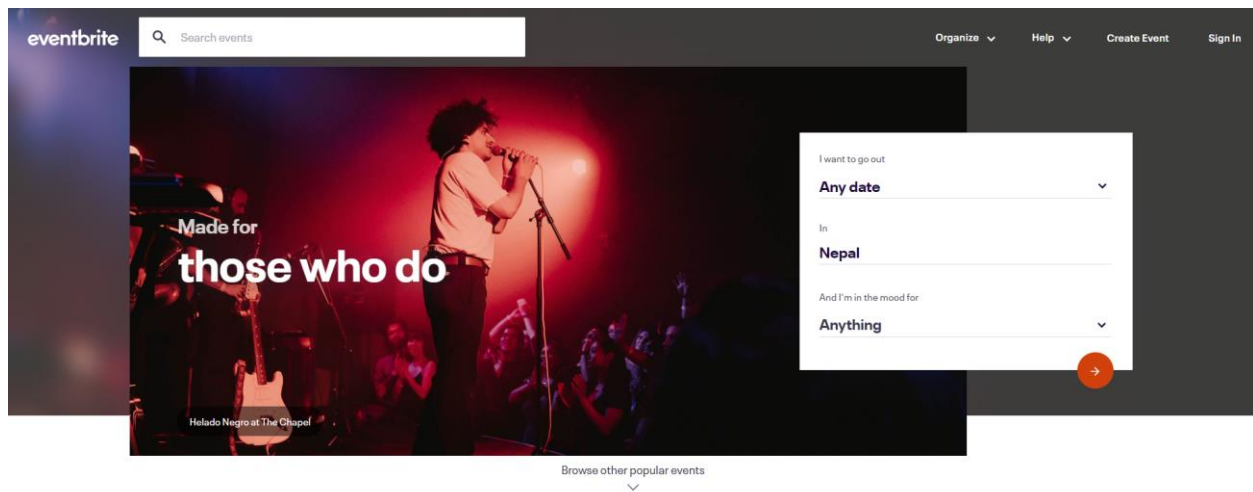 eventbrite
Search events
Organize
Help
Create Event
Sign In
Made for
those who do
Helado Negro at The Chapel
I want to go out
Any date
In
Nepal
And I'm in the mood for
Anything
Browse other popular events